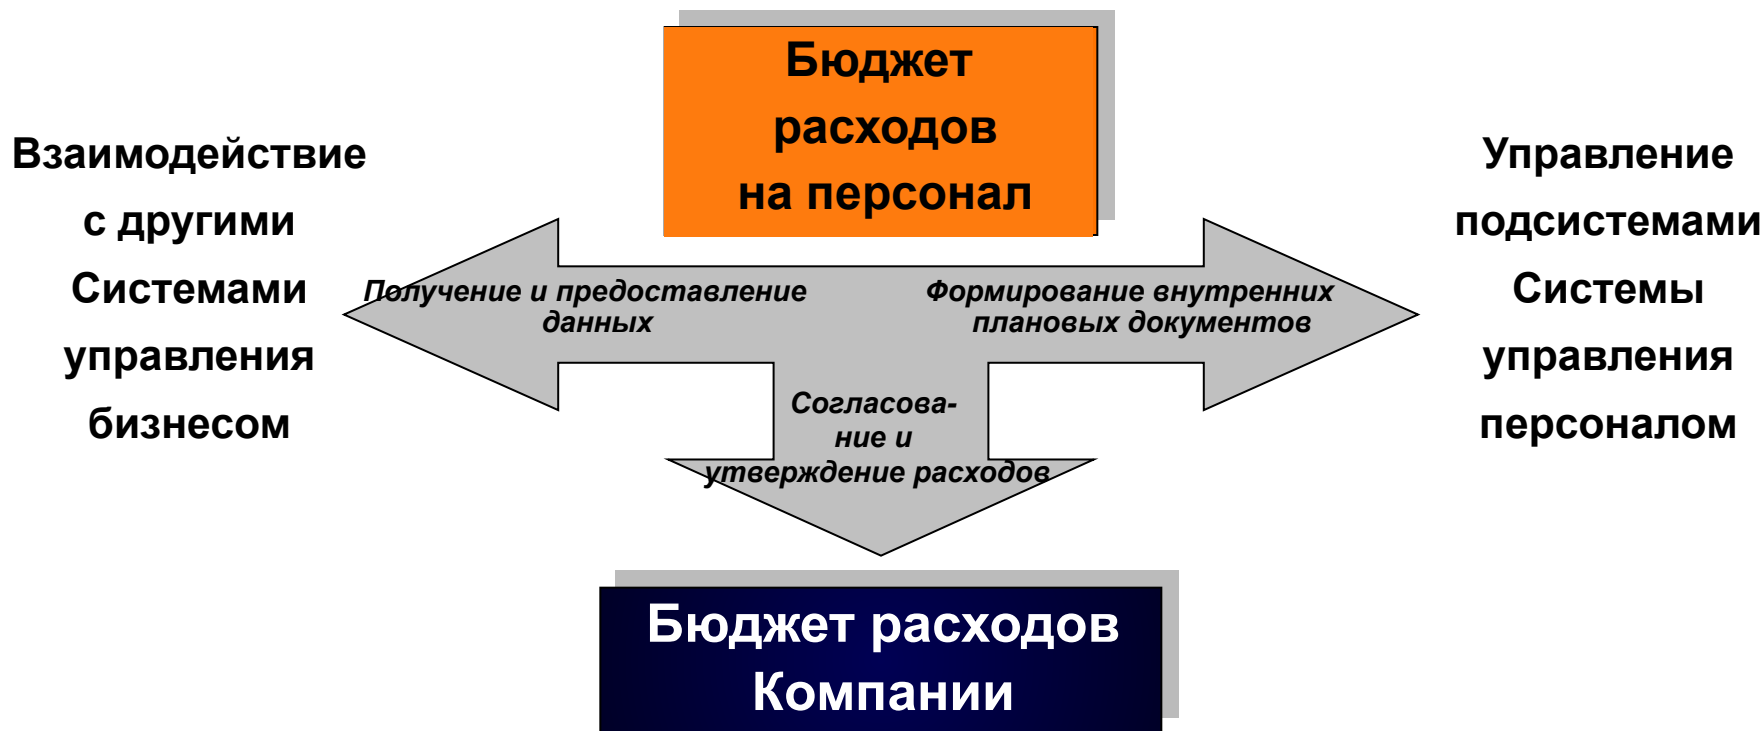 Бюджет
расходов
на персонал
Взаимодействие
с другими
Системами
управления
бизнесом
Получение и предоставление
данных
Формирование внутренних
плановых документов
Согласова-
ние и
утверждение расходов
Управление
подсистемами
Системы
управления
персоналом
Бюджет расходов
Компании